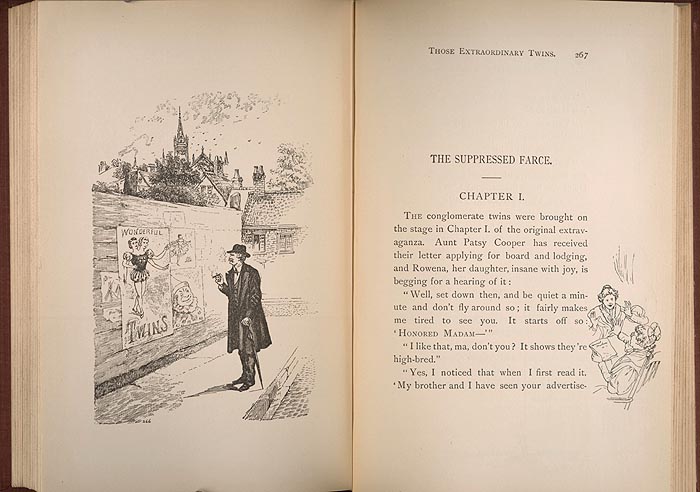 WONDERFUL
TWINS
THOSE EXTRAORDINARY TWINS. 267
THE SUPPRESSED FARCE.
CHAPTER I.
THE conglomerate twins were brought on
the stage in Chapter I. of the original extrav-
aganza. Aunt Patsy Cooper has received
their letter applying for board and lodging,
and Rowena, her daughter, insane with joy, is
begging for a hearing of it:
"Well, set down then, and be quiet a min-
ute and don't fly around so; it fairly makes
me tired to see you. It starts off so:
'HONORED MADAM—'"
"I like that, ma, don't you? It shows they're
high-bred."
"Yes, I noticed that when I first read it.
'My brother and I have seen your advertise-